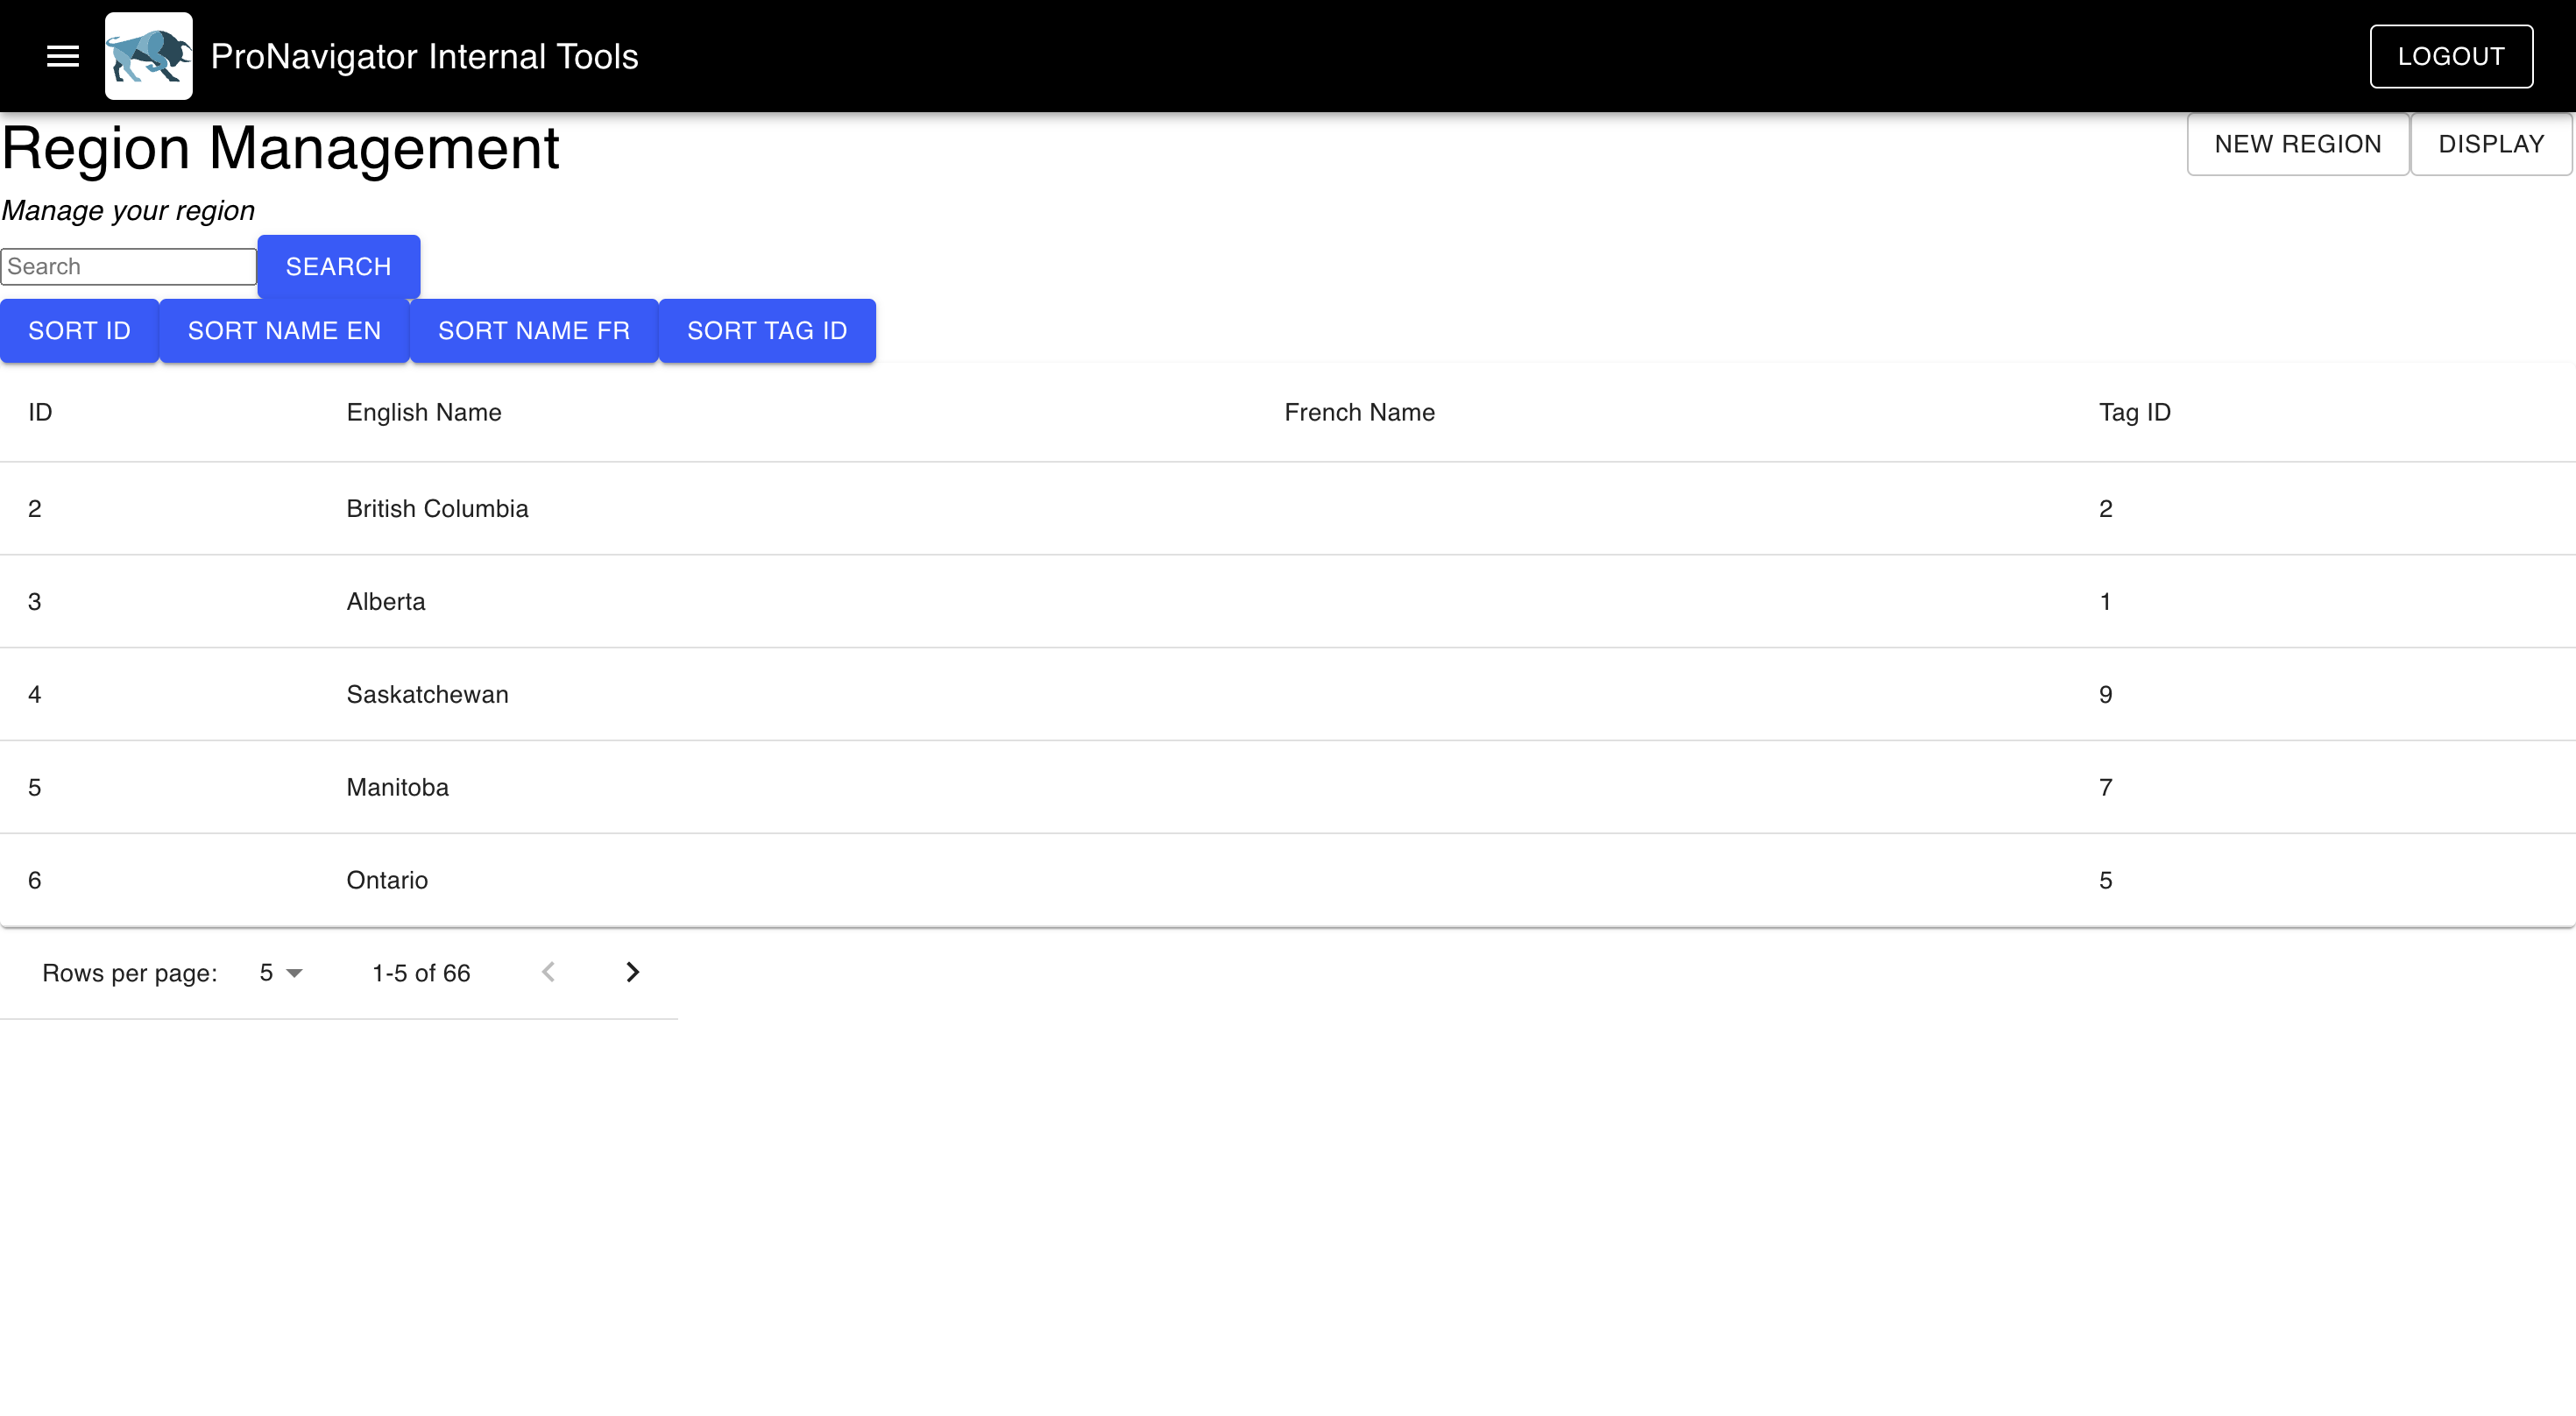 ProNavigator Internal Tools
LOGOUT
Region Management
NEW REGION
DISPLAY
Manage your region
Search
SEARCH
SORT ID
SORT NAME EN
SORT NAME FR
SORT TAG ID
ID English Name French Name Tag ID
2 British Columbia 2
3 Alberta 1
4 Saskatchewan 9
5 Manitoba 7
6 Ontario 5
Rows per page: 5 1-5 of 66